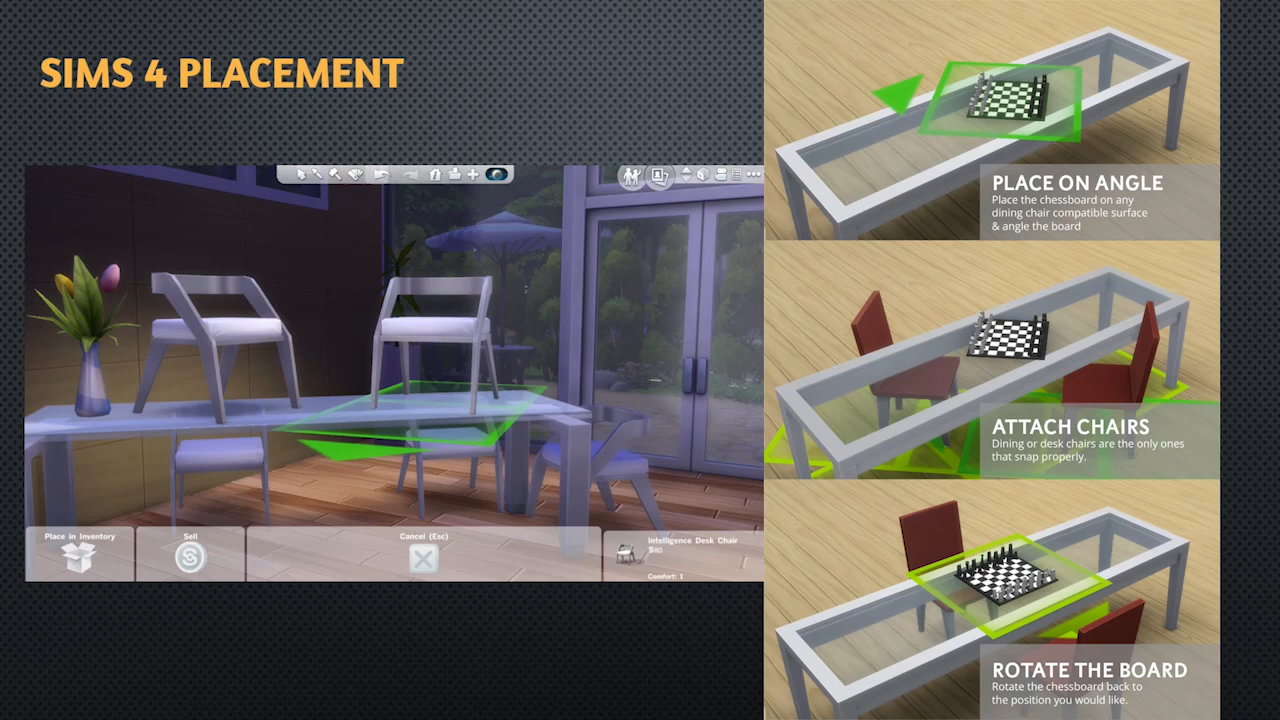 SIMS 4 PLACEMENT
Place in Inventory
Sell
Cancel (Esc)
Intelligence Desk Chair
§80
Comfort: 1
PLACE ON ANGLE
Place the chessboard on any
dining chair compatible surface
& angle the board
ATTACH CHAIRS
Dining or desk chairs are the only ones
that snap properly.
ROTATE THE BOARD
Rotate the chessboard back to
the position you would like.